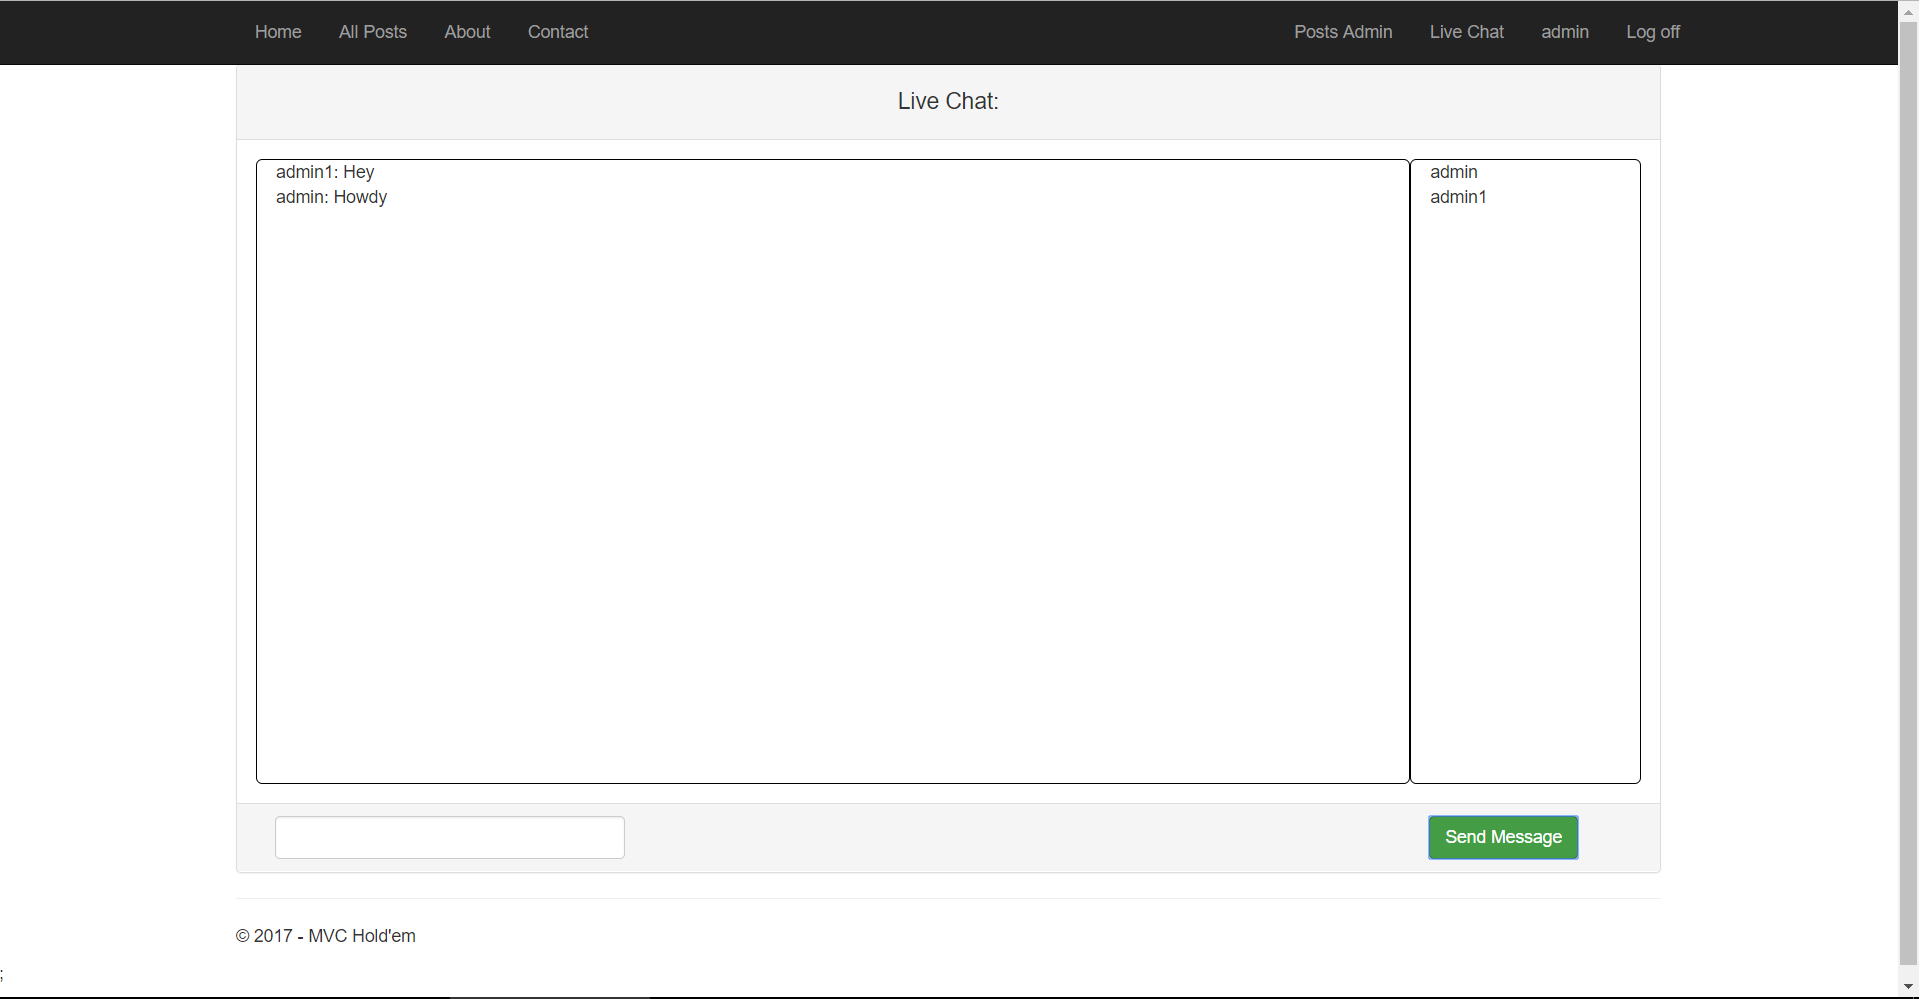 Home All Posts About Contact Posts Admin Live Chat admin Log off
Live Chat:
admin1: Hey
admin: Howdy
admin
admin1
Send Message
© 2017 - MVC Hold'em
;